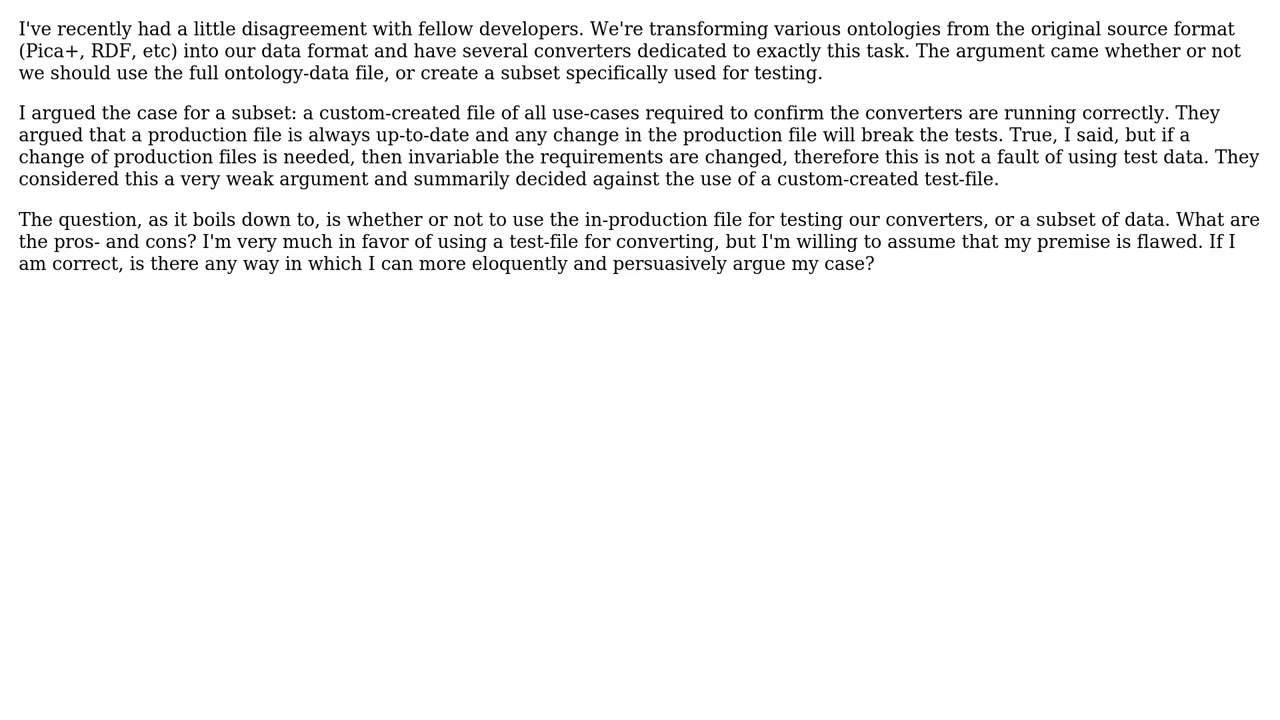 I've recently had a little disagreement with fellow developers. We're transforming various ontologies from the original source format
(Pica+, RDF, etc) into our data format and have several converters dedicated to exactly this task. The argument came whether or not
we should use the full ontology-data file, or create a subset specifically used for testing.
I argued the case for a subset: a custom-created file of all use-cases required to confirm the converters are running correctly. They
argued that a production file is always up-to-date and any change in the production file will break the tests. True, I said, but if a
change of production files is needed, then invariable the requirements are changed, therefore this is not a fault of using test data. They
considered this a very weak argument and summarily decided against the use of a custom-created test-file.
The question, as it boils down to, is whether or not to use the in-production file for testing our converters, or a subset of data. What are
the pros- and cons? I'm very much in favor of using a test-file for converting, but I'm willing to assume that my premise is flawed. If I
am correct, is there any way in which I can more eloquently and persuasively argue my case?